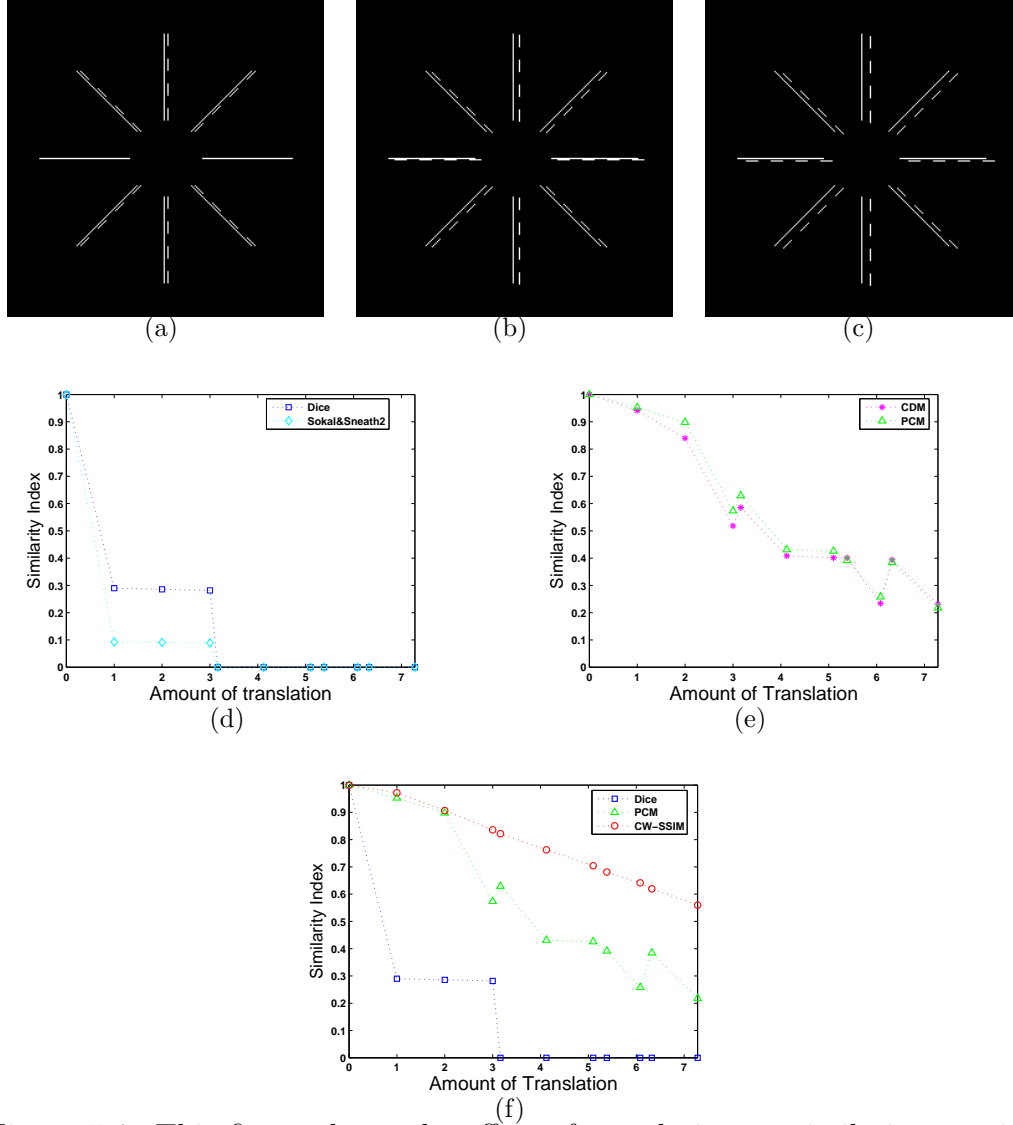 (a)
(b)
(c)
Similarity Index
1
0.9
0.8
0.7
0.6
0.5
0.4
0.3
0.2
0.1
0
0 1 2 3 4 5 6 7
Amount of translation
Dice
Sokal&Sneath2
(d)
Similarity Index
1
0.9
0.8
0.7
0.6
0.5
0.4
0.3
0.2
0.1
0
0 1 2 3 4 5 6 7
Amount of Translation
CDM
PCM
(e)
Similarity Index
1
0.9
0.8
0.7
0.6
0.5
0.4
0.3
0.2
0.1
0
0 1 2 3 4 5 6 7
Amount of Translation
Dice
PCM
CW–SSIM
(f)